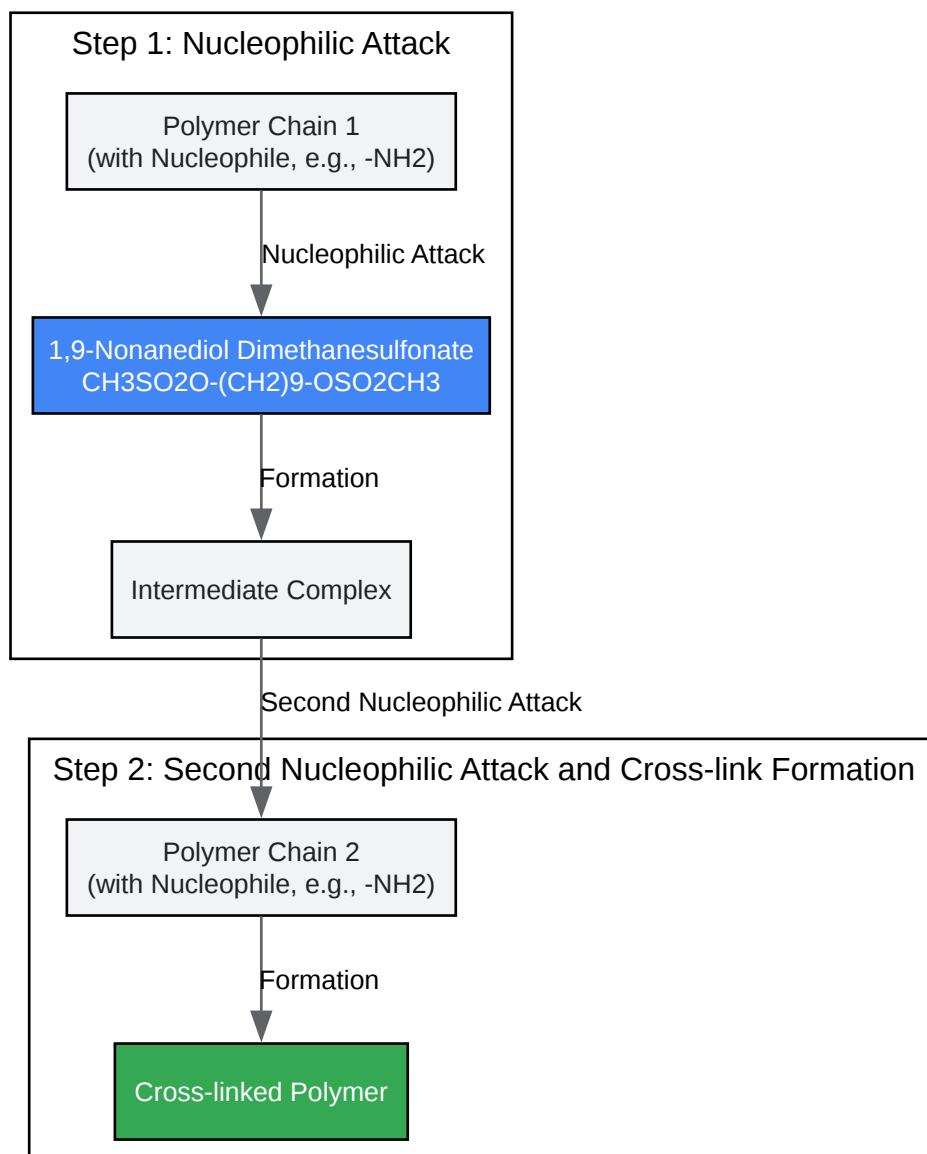 Step 1: Nucleophilic Attack
Polymer Chain 1
(with Nucleophile, e.g., -NH2)
Nucleophilic Attack
1,9-Nonanediol Dimethanesulfonate
CH3SO2O-(CH2)9-OSO2CH3
Formation
Intermediate Complex
Second Nucleophilic Attack
Step 2: Second Nucleophilic Attack and Cross-link Formation
Polymer Chain 2
(with Nucleophile, e.g., -NH2)
Formation
Cross-linked Polymer